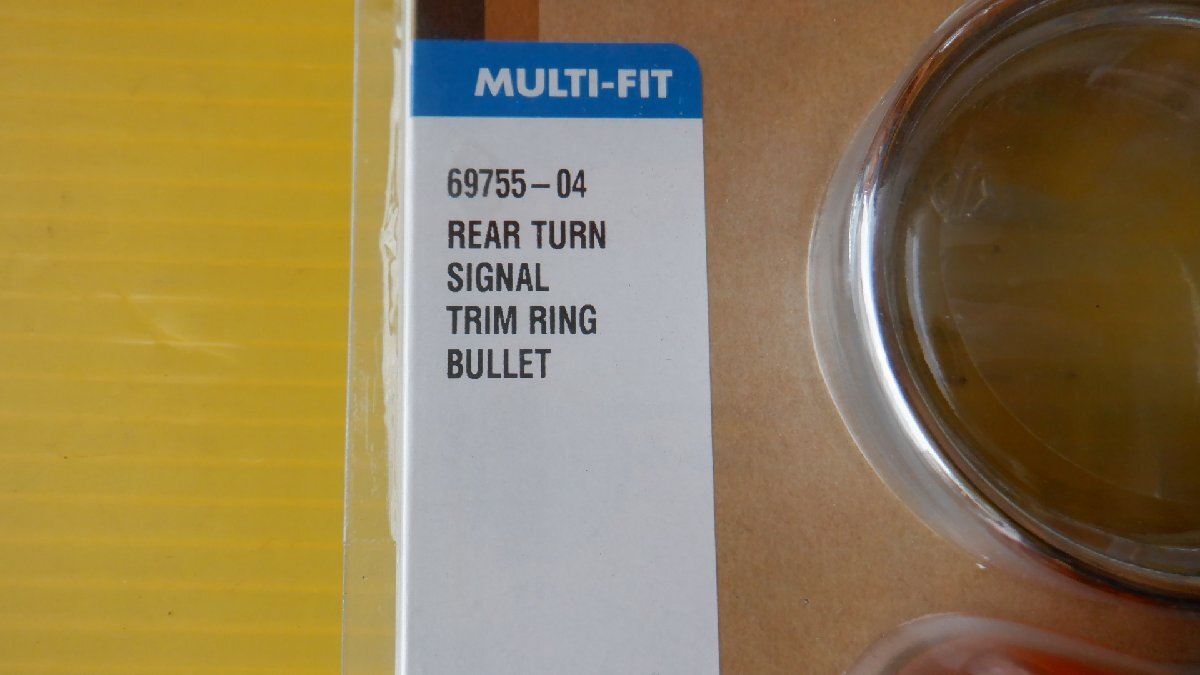 MULTI-FIT
69755-04
REAR TURN
SIGNAL
TRIM RING
BULLET